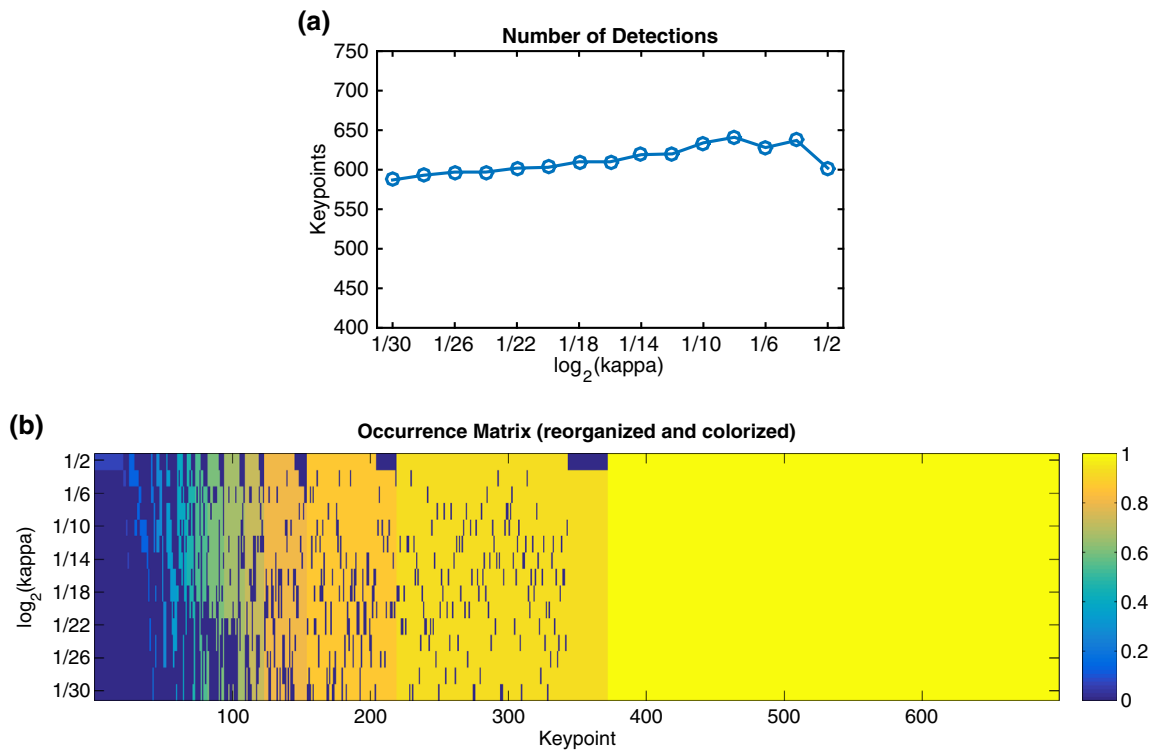 (a)
Number of Detections
750
700
650
600
550
500
450
400
Keypoints
1/30 1/26 1/22 1/18 1/14 1/10 1/6 1/2
log2(kappa)
(b)
Occurrence Matrix (reorganized and colorized)
1/2
1/6
1/10
1/14
1/18
1/22
1/26
1/30
log2(kappa)
100 200 300 400 500 600
Keypoint
1
0.8
0.6
0.4
0.2
0